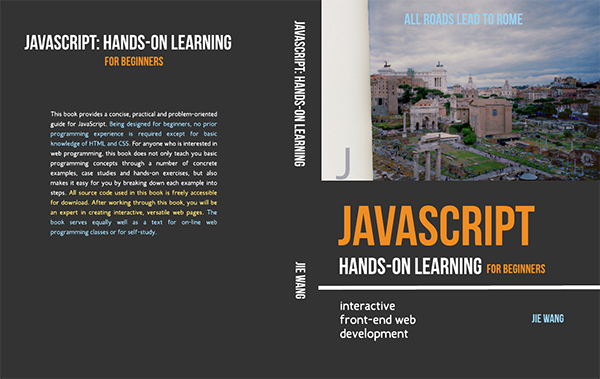 JAVASCRIPT: HANDS-ON LEARNING
FOR BEGINNERS
This book provides a concise, practical and problem-oriented
guide for JavaScript. Being designed for beginners, no prior
programming experience is required except for basic
knowledge of HTML and CSS. For anyone who is interested in
web programming, this book does not only teach you basic
programming concepts through a number of concrete
examples, case studies and hands-on exercises, but also
makes it easy for you by breaking down each example into
steps. All source code used in this book is freely accessible
for download. After working through this book, you will be
an expert in creating interactive, versatile web pages. The
book serves equally well as a text for on-line web
programming classes or for self-study.
JAVASCRIPT: HANDS-ON LEARNING
JIE WANG
ALL ROADS LEAD TO ROME
J
JAVASCRIPT
HANDS-ON LEARNING FOR BEGINNERS
interactive
front-end web
development
JIE WANG